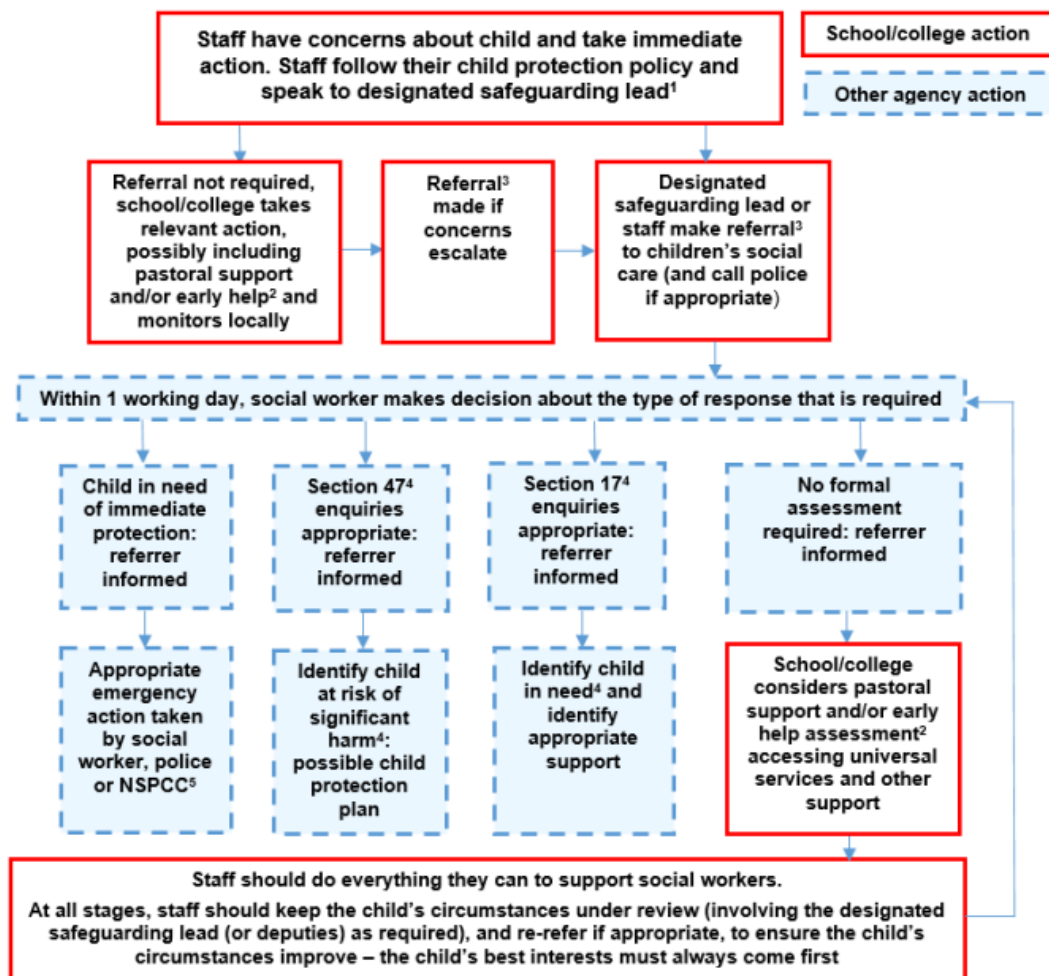 Staff have concerns about child and take immediate
action. Staff follow their child protection policy and
speak to designated safeguarding lead¹
School/college action
Other agency action
Referral not required,
school/college takes
relevant action,
possibly including
pastoral support
and/or early help² and
monitors locally
Referral³
made if
concerns
escalate
Designated
safeguarding lead or
staff make referral³
to children’s social
care (and call police
if appropriate)
Within 1 working day, social worker makes decision about the type of response that is required
Child in need
of immediate
protection:
referrer
informed
Section 47⁴
enquiries
appropriate:
referrer
informed
Section 17⁴
enquiries
appropriate:
referrer
informed
No formal
assessment
required: referrer
informed
Appropriate
emergency
action taken
by social
worker, police
or NSPCC⁵
Identify child
at risk of
significant
harm⁴:
possible child
protection
plan
Identify child
in need⁴ and
identify
appropriate
support
School/college
considers pastoral
support and/or early
help assessment²
accessing universal
services and other
support
Staff should do everything they can to support social workers.
At all stages, staff should keep the child’s circumstances under review (involving the designated
safeguarding lead (or deputies) as required), and re-refer if appropriate, to ensure the child’s
circumstances improve – the child’s best interests must always come first